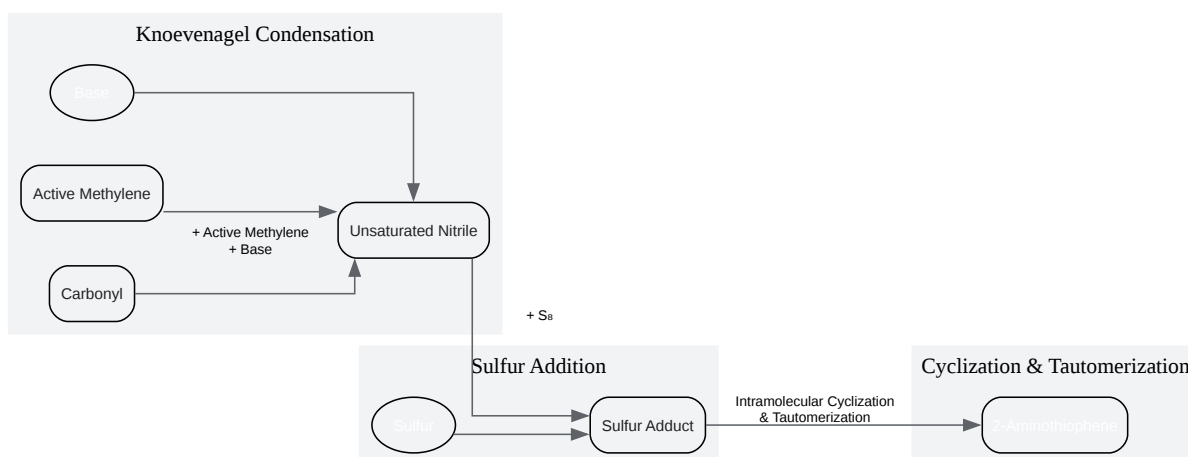 Knoevenagel Condensation
Base
Active Methylene
+ Active Methylene
+ Base
Unsaturated Nitrile
Carbonyl
+ S₈
Sulfur Addition
Sulfur
Sulfur Adduct
Intramolecular Cyclization
& Tautomerization
Cyclization & Tautomerization
2-Aminothiophene